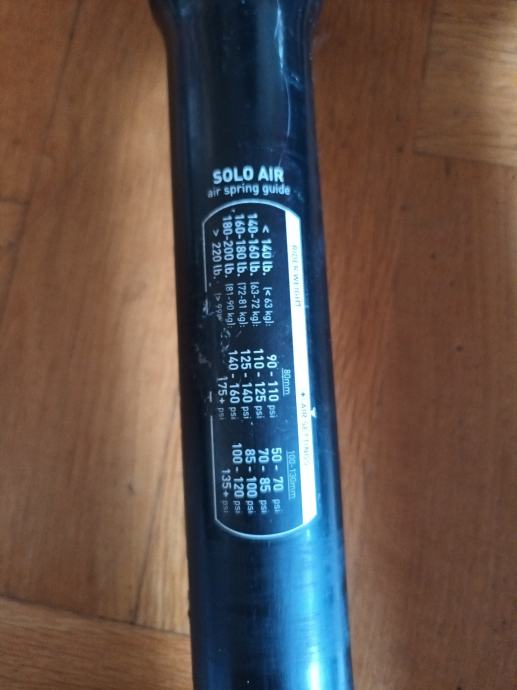 SOLO AIR
air spring guide
RIDER WEIGHT + AIR SETTINGS
80mm 100-130mm
< 140 lb. (< 63 kg): 90 - 110 psi 50 - 70 psi
140-160 lb. (63-72 kg): 110 - 125 psi 70 - 85 psi
160-180 lb. (72-81 kg): 125 - 140 psi 85 - 100 psi
180-200 lb. (81-90 kg): 140 - 160 psi 100 - 120 psi
> 220 lb. (> 99 175+ psi 135+ psi